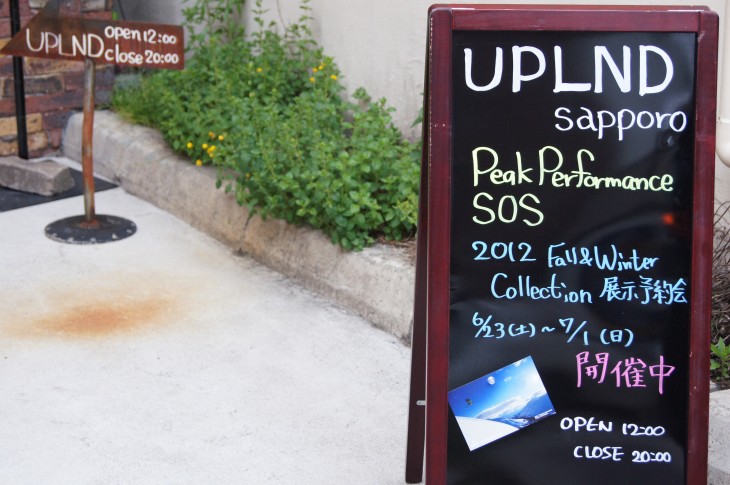 UPLND
open 12:00
close 20:00
UPLND
sapporo
Peak Performance
SOS
2012 Fall&Winter
Collection 展示予約会
6/23(土)~7/1(日)
開催中
OPEN 12:00
CLOSE 20:00